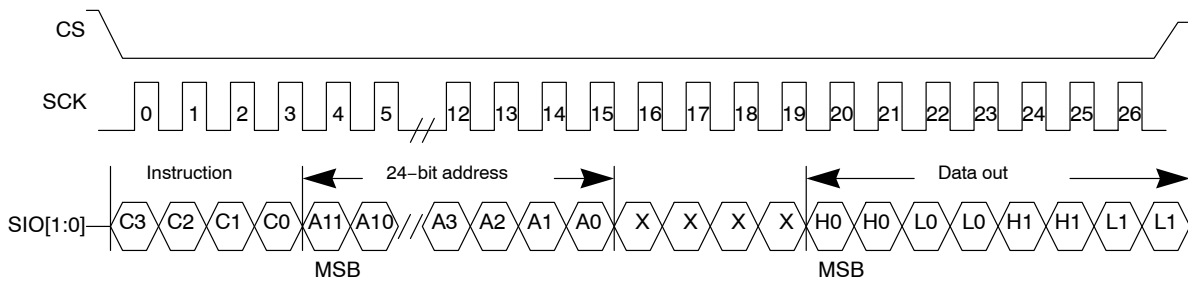 CS
SCK
0 1 2 3 4 5 12 13 14 15 16 17 18 19 20 21 22 23 24 25 26
Instruction 24−bit address Data out
SIO[1:0] C3 C2 C1 C0 A11 A10 A3 A2 A1 A0 X X X X H0 H0 L0 L0 H1 H1 L1 L1
MSB MSB